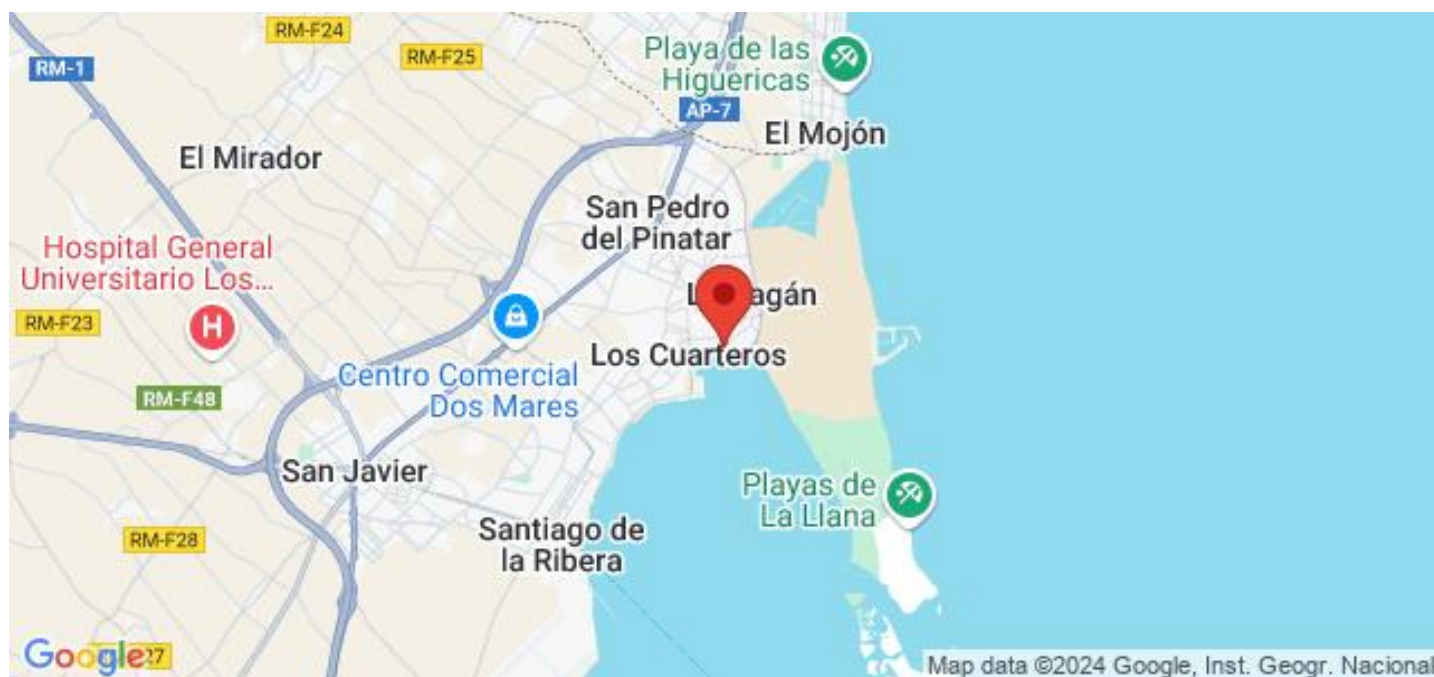 RM-F24
RM-1
RM-F25
Playa de las
Higuericas
AP-7
El Mojón
El Mirador
San Pedro
del Pinatar
Hospital General
Universitario Los...
H
RM-F23
agán
Los Cuarteros
Centro Comercial
Dos Mares
RM-F48
San Javier
Playas de
La Llana
Santiago de
la Ribera
RM-F28
Google
27
Map data ©2024 Google, Inst. Geogr. Nacional